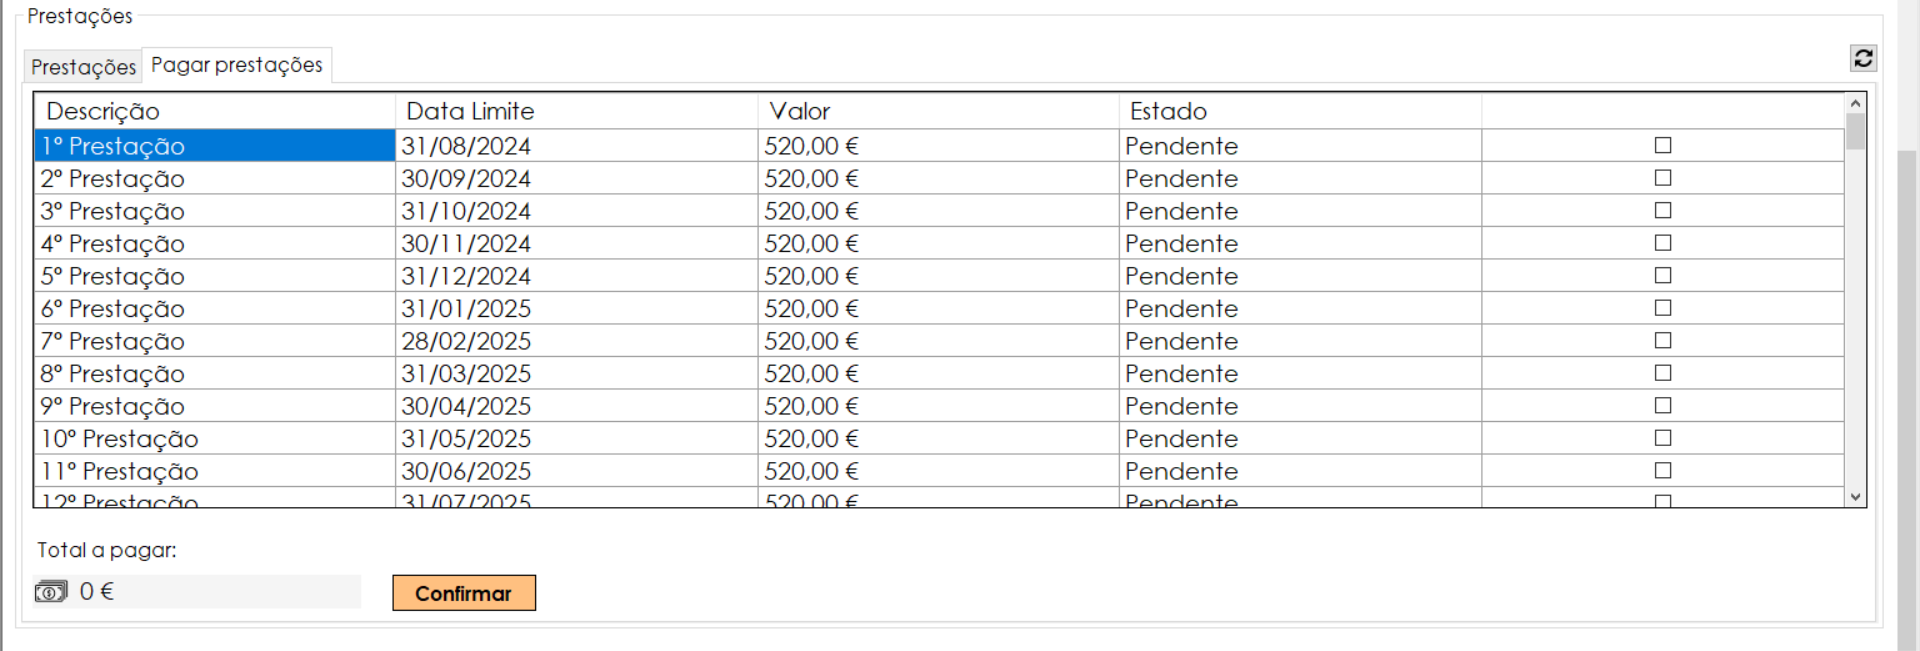 Prestações
Prestações Pagar prestações
Descrição Data Limite Valor Estado
1º Prestação 31/08/2024 520,00 € Pendente
2º Prestação 30/09/2024 520,00 € Pendente
3º Prestação 31/10/2024 520,00 € Pendente
4º Prestação 30/11/2024 520,00 € Pendente
5º Prestação 31/12/2024 520,00 € Pendente
6º Prestação 31/01/2025 520,00 € Pendente
7º Prestação 28/02/2025 520,00 € Pendente
8º Prestação 31/03/2025 520,00 € Pendente
9º Prestação 30/04/2025 520,00 € Pendente
10º Prestação 31/05/2025 520,00 € Pendente
11º Prestação 30/06/2025 520,00 € Pendente
12º Prestação 31/07/2025 520,00 € Pendente
Total a pagar:
0 € Confirmar